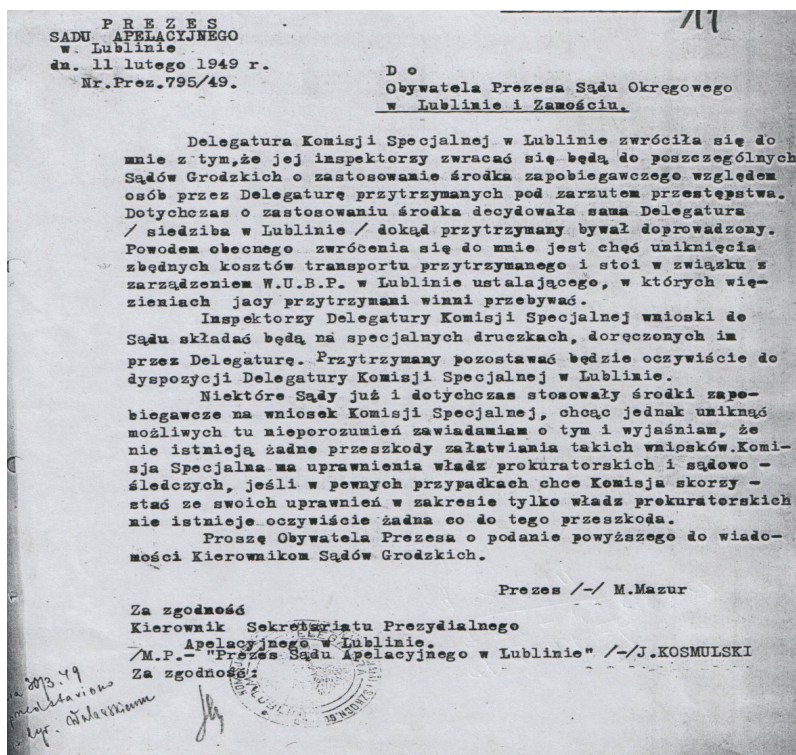 /11
P R E Z E S
SADU APELACYJNEGO
w. Lublinie
dn. 11 lutego 1949 r.
Nr.Prez.795/49.
D o
Obywatela Prezesa Sądu Okręgowego
w Lublinie i Zamościu.
Delegatura Komisji Specjalnej w Lublinie zwróciła się do
mnie z tym,że jej inspektorzy zwracać się będą do poszczególnych
Sądów Grodzkich o zastosowanie środka zapobiegawczego względem
osób przez Delegaturę przytrzymanych pod zarzutem przestępstwa.
Dotychczas o zastosowaniu środka decydowała sama Delegatura
/ siedziba w Lublinie / dokąd przytrzymany bywał doprowadzony.
Powodem obecnego zwrócenia się do mnie jest chęć uniknięcia
zbędnych kosztów transportu przytrzymanego i stoi w związku z
zarządzeniem W.U.B.P. w Lublinie ustalającego, w których wię-
zieniach jacy przytrzymani winni przebywać.
Inspektorzy Delegatury Komisji Specjalnej wnioski do
Sądu składać będą na specjalnych druczkach, doręczonych im
przez Delegaturę. Przytrzymany pozostawać będzie oczywiście do
dyspozycji Delegatury Komisji Specjalnej w Lublinie.
Niektóre Sądy już i dotychczas stosowały środki zapo-
biegawcze na wniosek Komisji Specjalnej, chcąc jednak uniknąć
możliwych tu nieporozumień zawiadamiam o tym i wyjaśniam, że
nie istnieją żadne przeszkody załatwiania takich wniosków.Komi-
sja Specjalna ma uprawnienia władz prokuratorskich i sądowo -
śledczych, jeśli w pewnych przypadkach chce Komisja skorzy -
stać ze swoich uprawnień w zakresie tylko władz prokuratorskich
nie istnieje oczywiście żadna co do tego przeszkoda.
Proszę Obywatela Prezesa o podanie powyższego do wiado-
mości Kierownikom Sądów Grodzkich.
Prezes /-/ M.Mazur
Za zgodność
Kierownik Sekretariatu Prezydialnego
Apelacyjnego w Lublinie.
/M.P.- "Prezes Sądu Apelacyjnego w Lublinie" /-/J.KOSMULSKI
Za zgodność:
30/3.49
przedstawiono